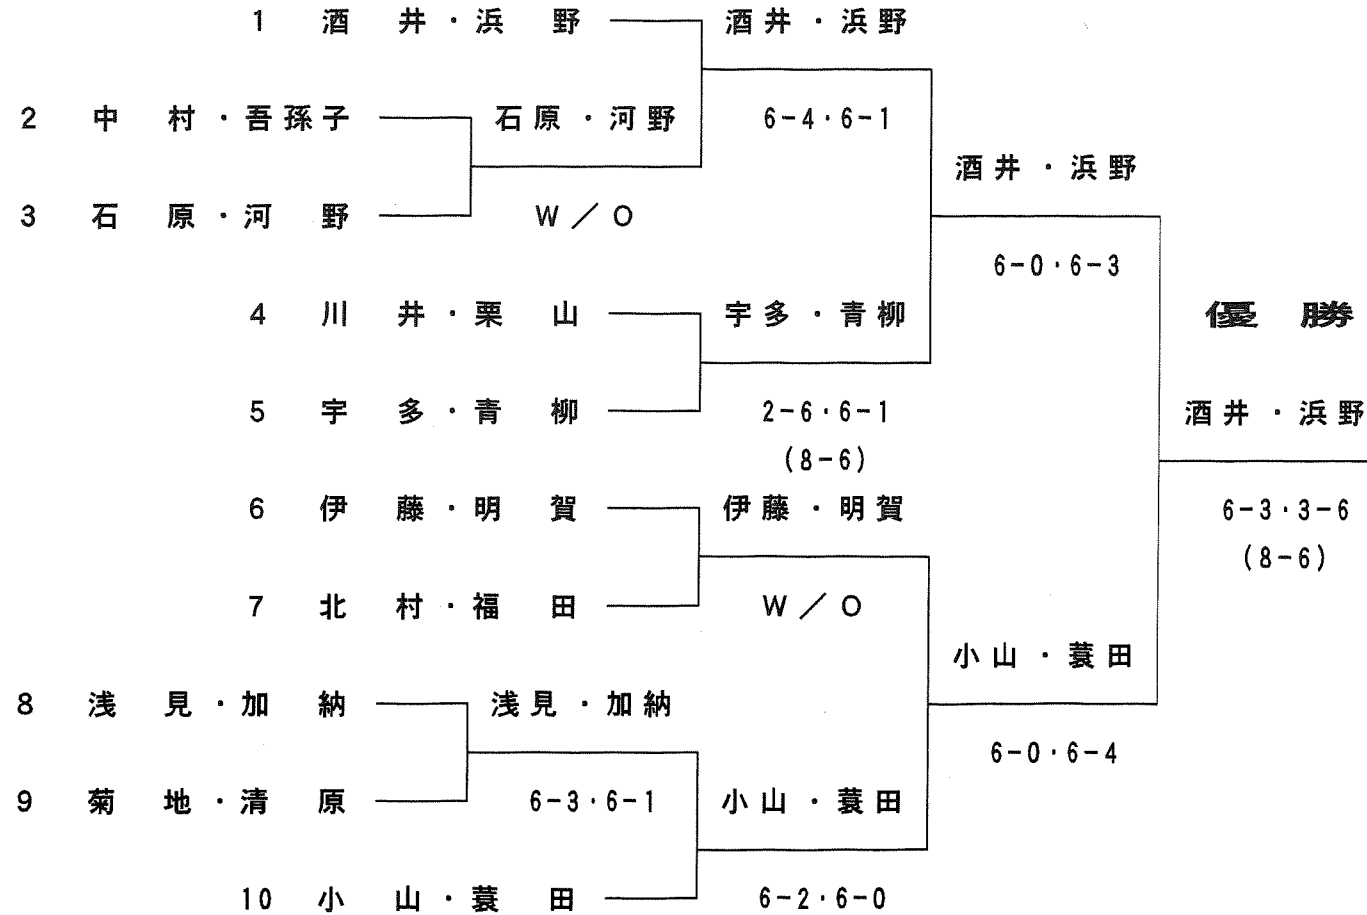 1 酒井・浜野 酒井・浜野
2 中村・吾孫子 石原・河野 6-4・6-1
酒井・浜野
3 石原・河野 W/O
6-0・6-3
4 川井・栗山 宇多・青柳 優勝
5 宇多・青柳 2-6・6-1 酒井・浜野
(8-6)
6 伊藤・明賀 伊藤・明賀 6-3・3-6
(8-6)
7 北村・福田 W/O
小山・蓑田
8 浅見・加納 浅見・加納
6-0・6-4
9 菊地・清原 6-3・6-1 小山・蓑田
10 小山・蓑田 6-2・6-0